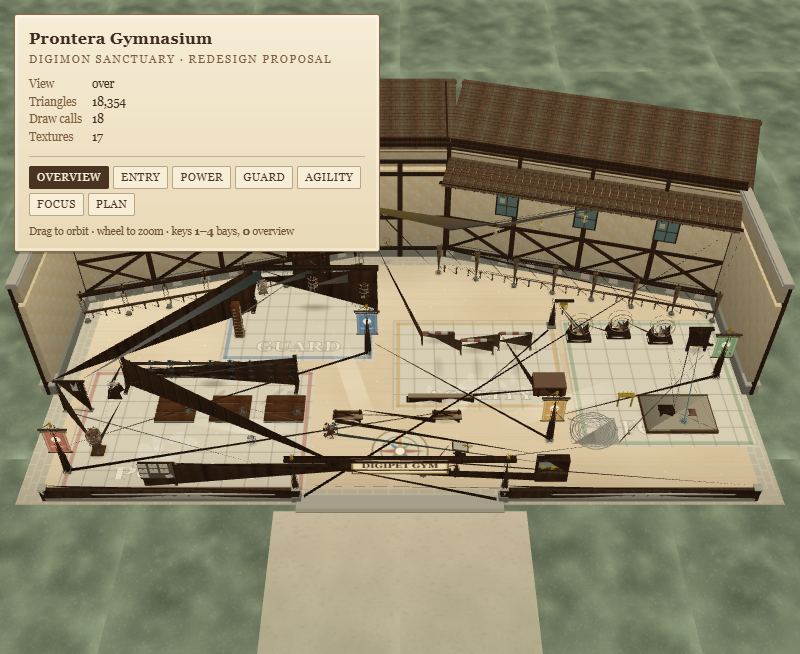 Prontera Gymnasium
DIGIMON SANCTUARY · REDESIGN PROPOSAL
View over
Triangles 18,354
Draw calls 18
Textures 17
OVERVIEW ENTRY POWER GUARD AGILITY
FOCUS PLAN
Drag to orbit · wheel to zoom · keys 1–4 bays, 0 overview
GUARD
DIGIPET GYM